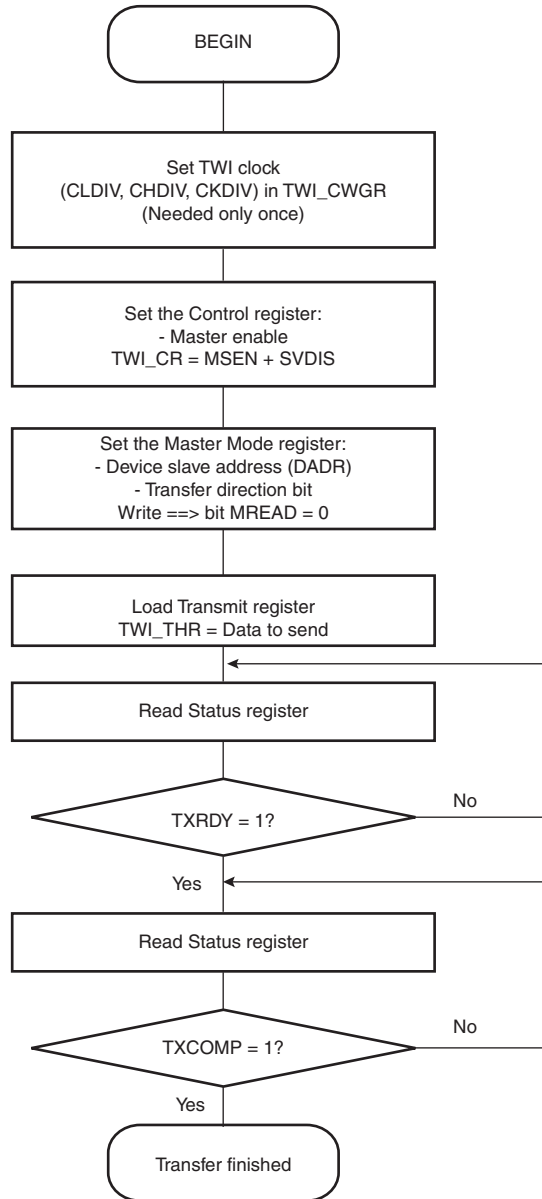 BEGIN
Set TWI clock
(CLDIV, CHDIV, CKDIV) in TWI_CWGR
(Needed only once)
Set the Control register:
- Master enable
TWI_CR = MSEN + SVDIS
Set the Master Mode register:
- Device slave address (DADR)
- Transfer direction bit
Write ==> bit MREAD = 0
Load Transmit register
TWI_THR = Data to send
Read Status register
TXRDY = 1?
No
Yes
Read Status register
TXCOMP = 1?
No
Yes
Transfer finished